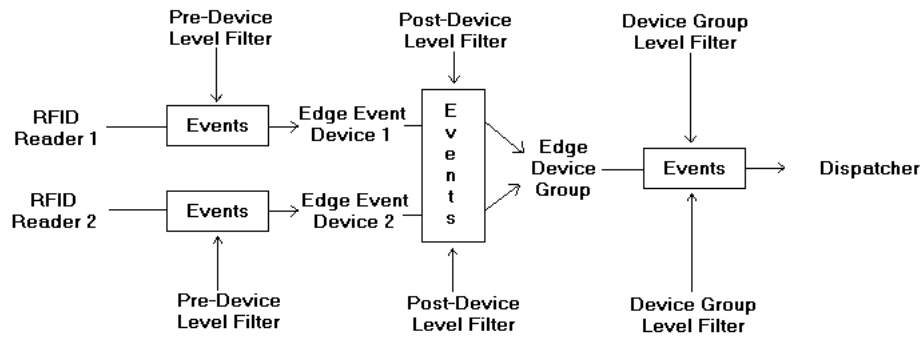 Pre-Device
Level Filter
Post-Device
Level Filter
Device Group
Level Filter
RFID
Reader 1
Events
Edge Event
Device 1
Events
Edge
Device
Group
Events
Dispatcher
RFID
Reader 2
Events
Edge Event
Device 2
Pre-Device
Level Filter
Post-Device
Level Filter
Device Group
Level Filter